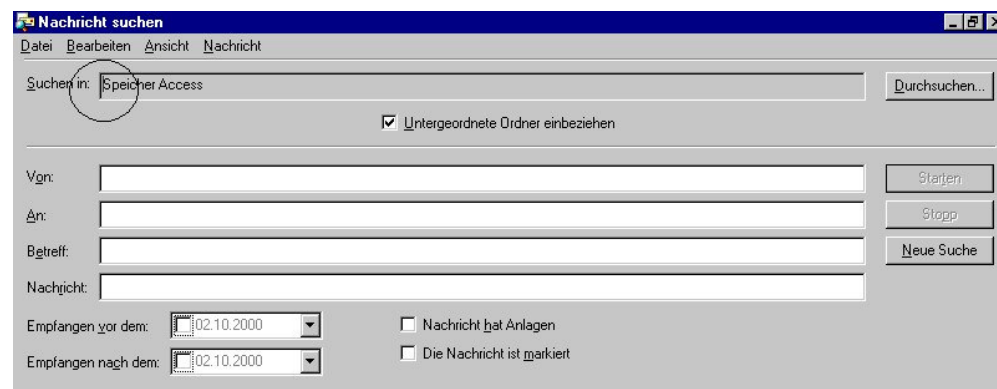 Nachricht suchen
Datei Bearbeiten Ansicht Nachricht
Suchen in: Speicher Access Durchsuchen...
Untergeordnete Ordner einbeziehen
Von: Starten
An: Stopp
Betreff: Neue Suche
Nachricht:
Empfangen vor dem: 02.10.2000 Nachricht hat Anlagen
Empfangen nach dem: 02.10.2000 Die Nachricht ist markiert